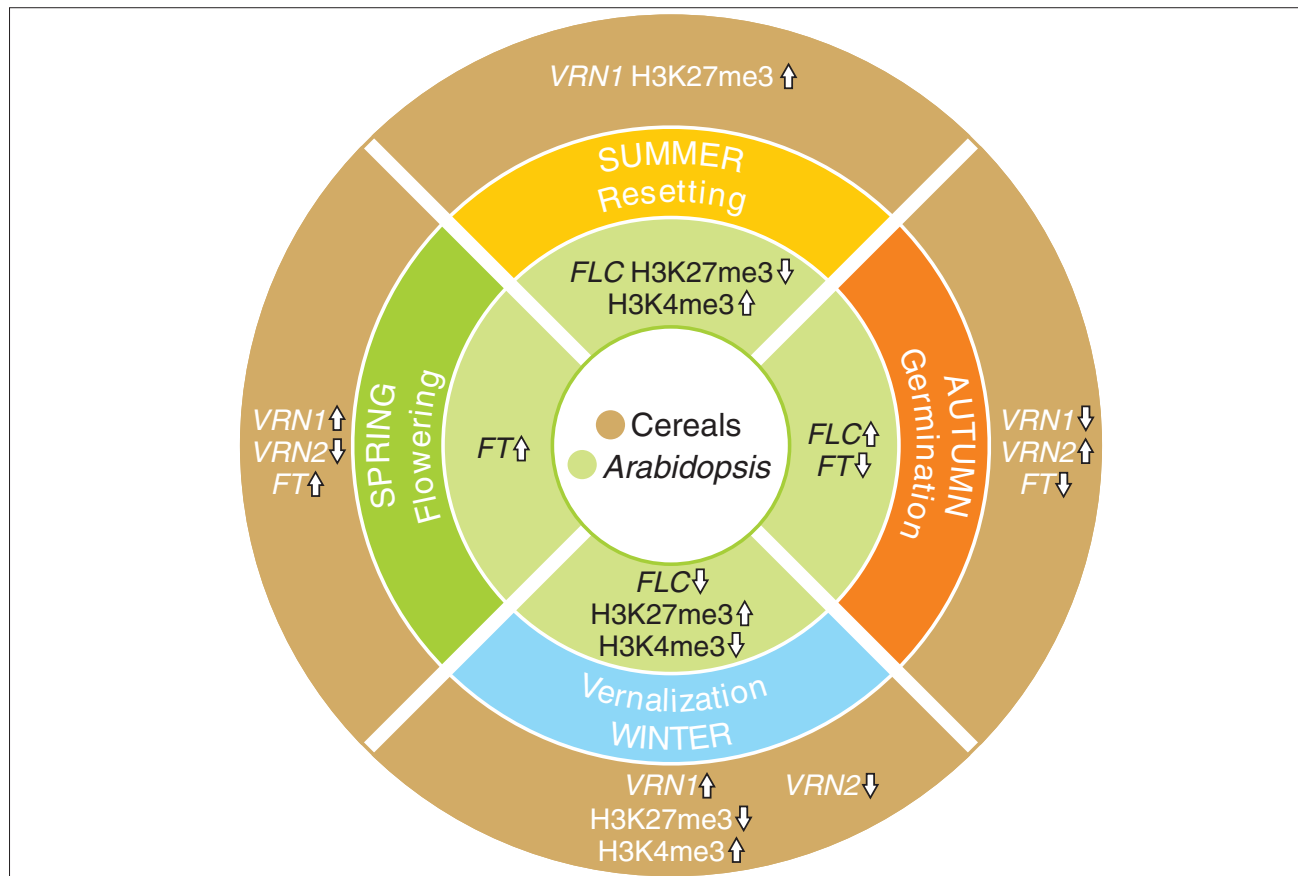 VRN1 H3K27me3⇧
SUMMER
Resetting
FLC H3K27me3⇩
H3K4me3⇧
SPRING
Flowering
VRN1⇧
VRN2⇩
FT⇧
FT⇧
Cereals
Arabidopsis
FLC⇧
FT⇩
AUTUMN
Germination
VRN1⇩
VRN2⇧
FT⇩
FLC⇩
H3K27me3⇧
H3K4me3⇩
Vernalization
WINTER
VRN1⇧ VRN2⇩
H3K27me3⇩
H3K4me3⇧